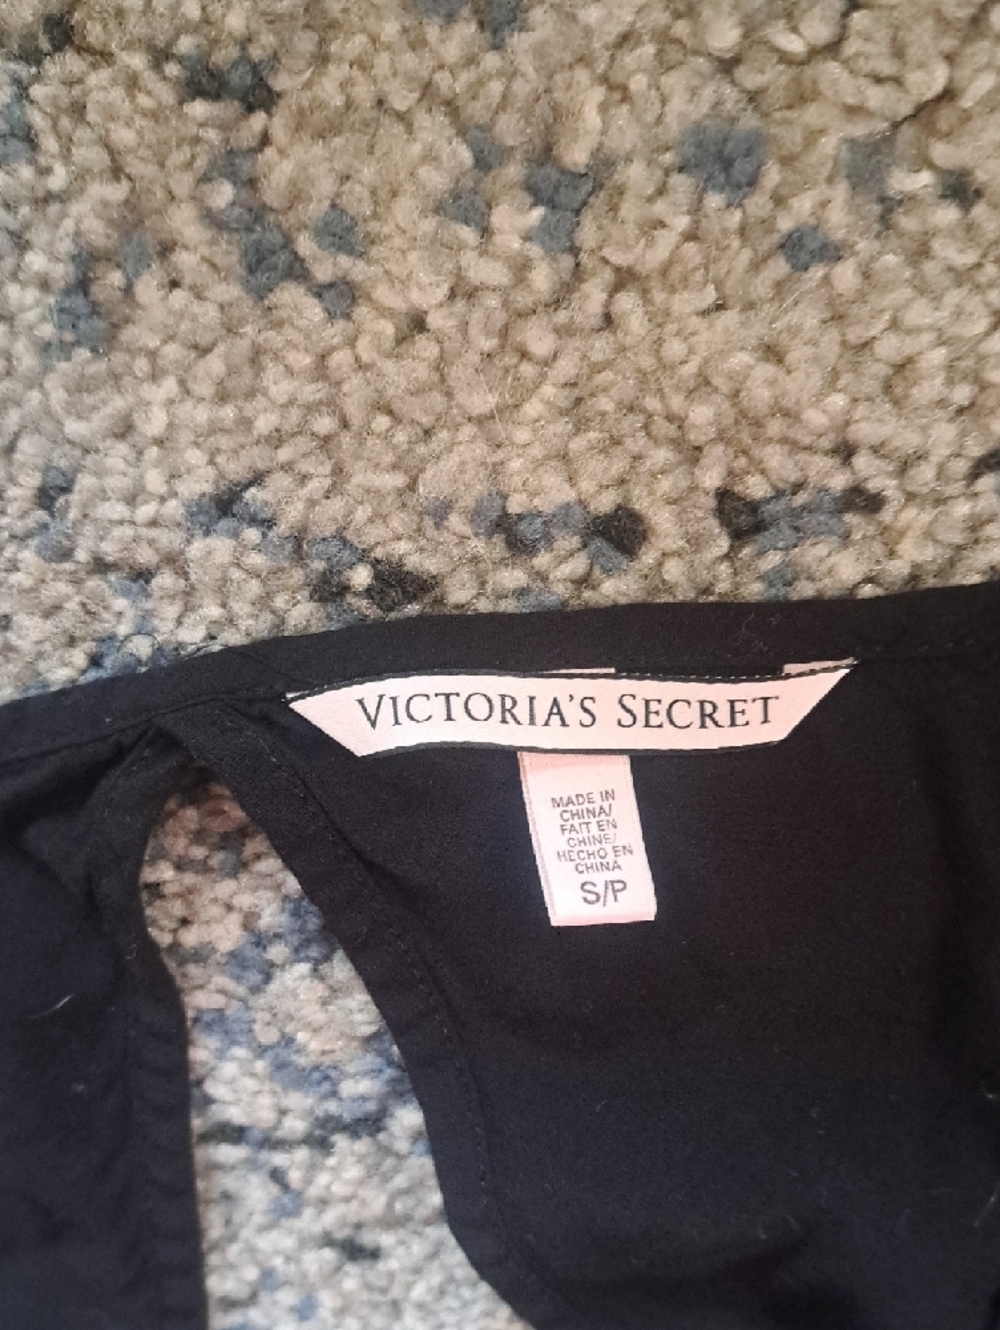 VICTORIA'S SECRET
MADE IN
CHINA/
FAIT EN
CHINE/
HECHO EN
CHINA
S/P